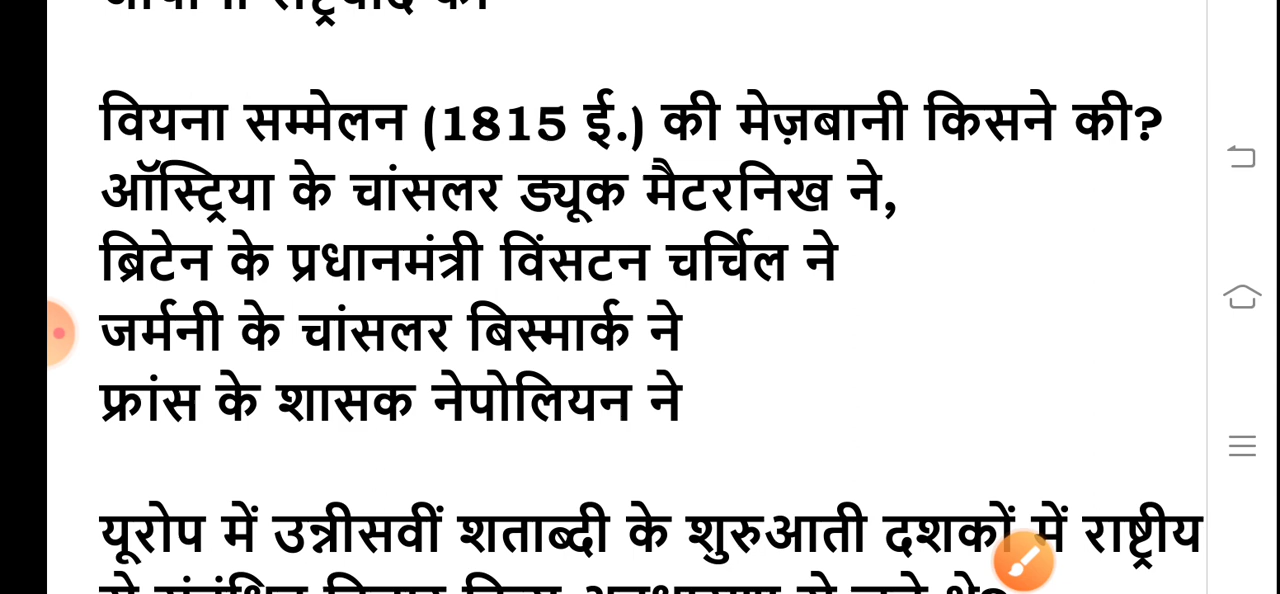 वियना सम्मेलन (1815 ई.) की मेज़बानी किसने की?
ऑस्ट्रिया के चांसलर ड्यूक मैटरनिख ने,
ब्रिटेन के प्रधानमंत्री विंसटन चर्चिल ने
जर्मनी के चांसलर बिस्मार्क ने
फ्रांस के शासक नेपोलियन ने
यूरोप में उन्नीसवीं शताब्दी के शुरुआती दशकों में राष्ट्रीय